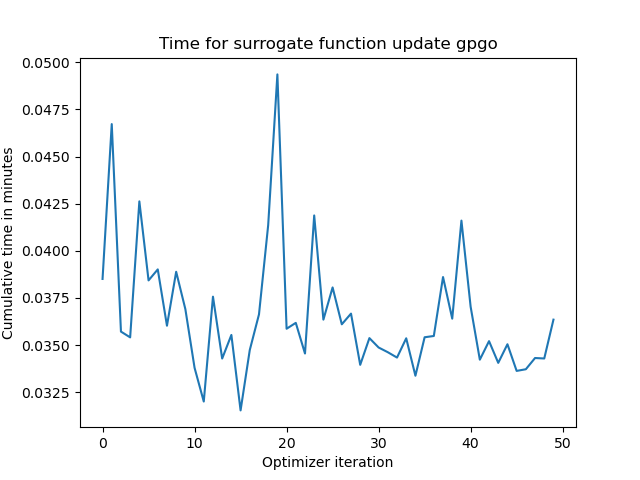 Time for surrogate function update gpgo
Cumulative time in minutes
0.0500
0.0475
0.0450
0.0425
0.0400
0.0375
0.0350
0.0325
0 10 20 30 40 50
Optimizer iteration